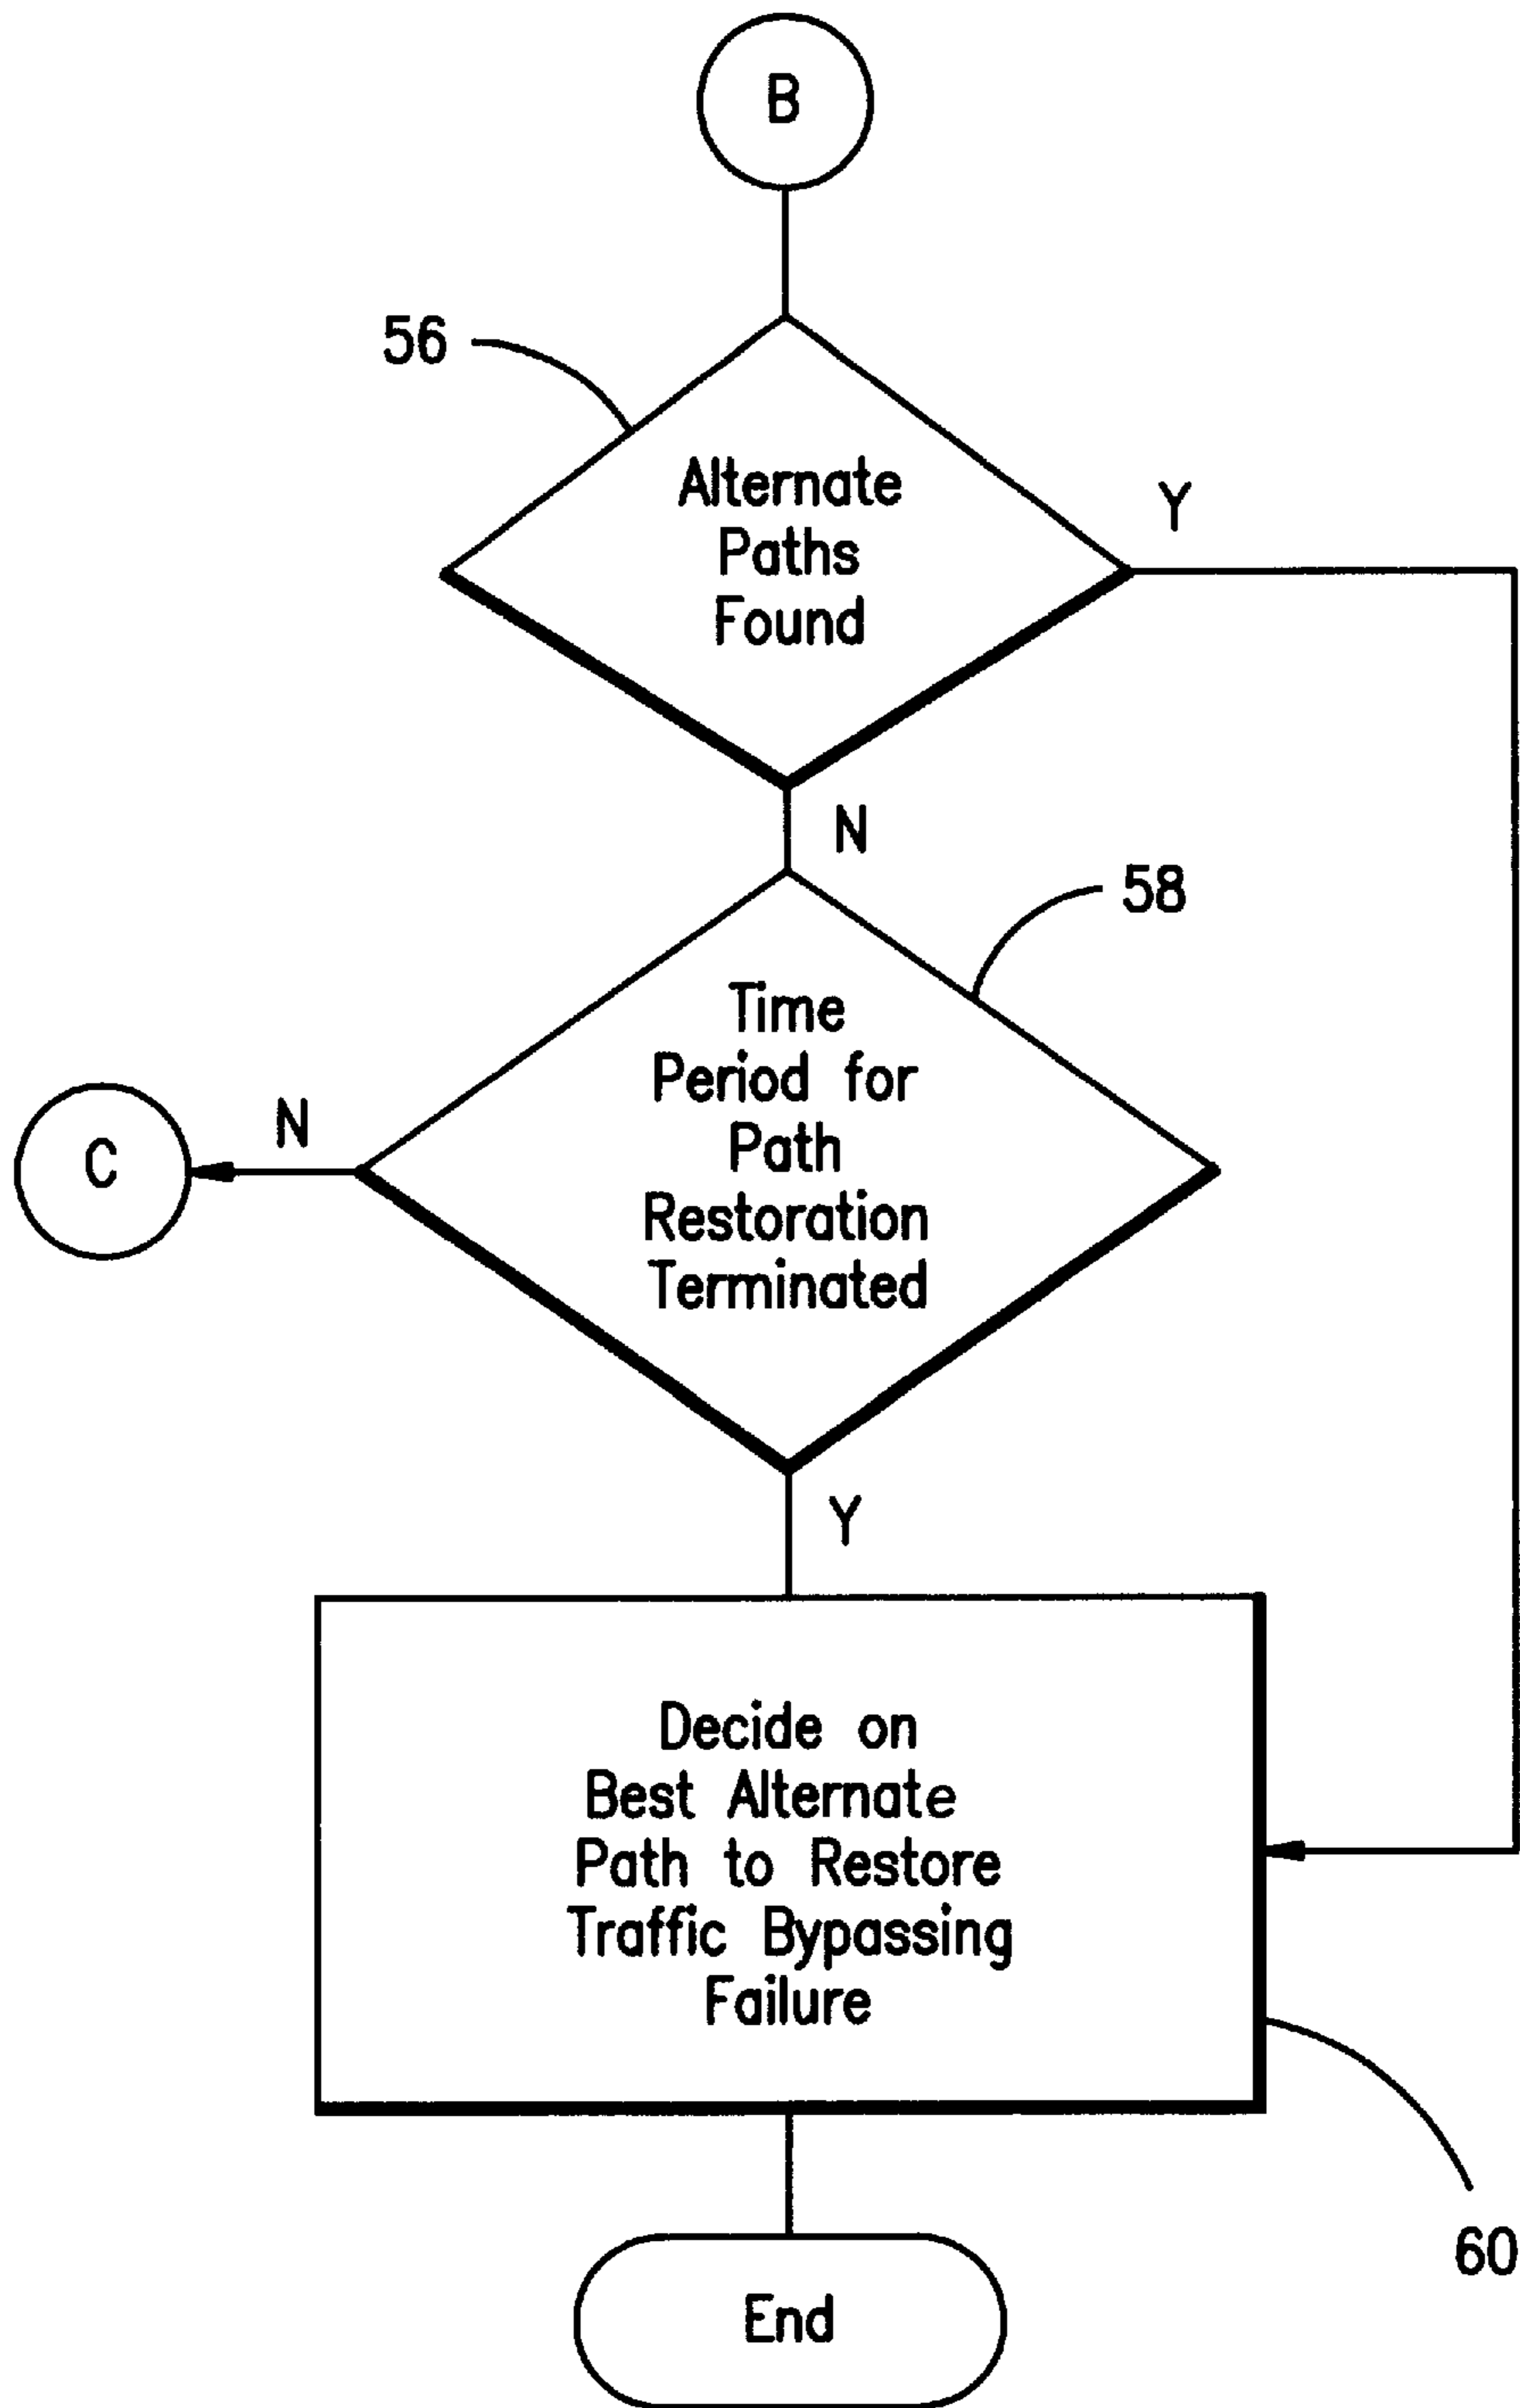 B
56
Alternate
Paths
Found
Y
N
58
Time
Period for
Path
Restoration
Terminated
N
C
Y
Decide on
Best Alternate
Path to Restore
Traffic Bypassing
Failure
60
End